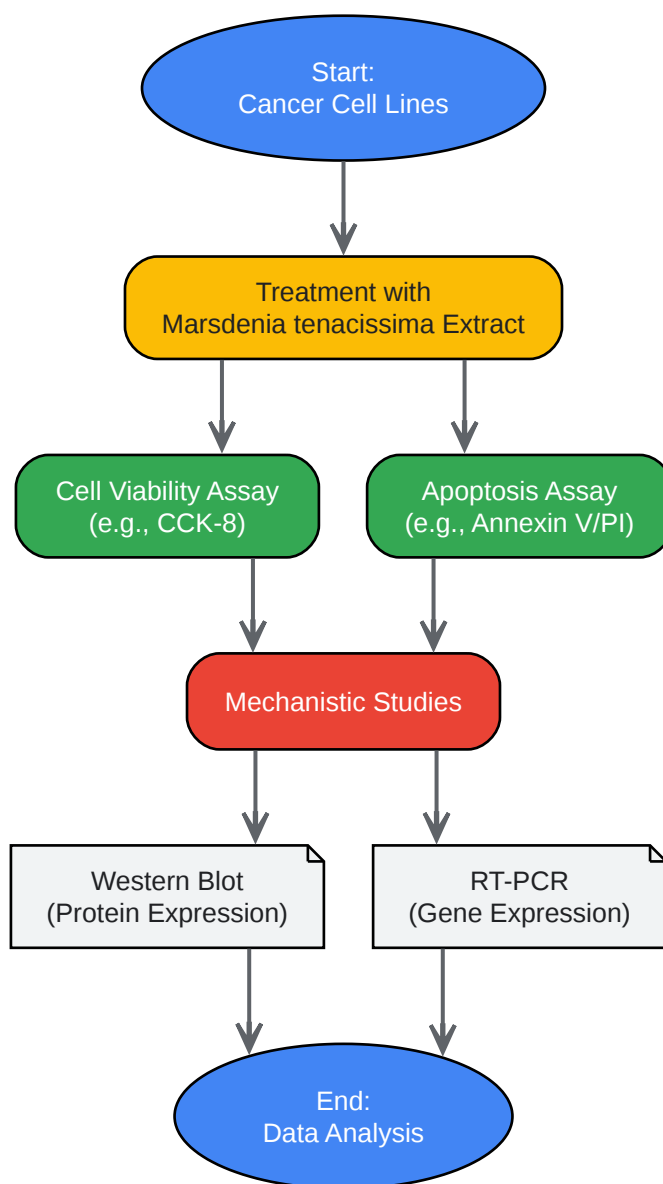 Start:
Cancer Cell Lines
Treatment with
Marsdenia tenacissima Extract
Cell Viability Assay
(e.g., CCK-8)
Apoptosis Assay
(e.g., Annexin V/PI)
Mechanistic Studies
Western Blot
(Protein Expression)
RT-PCR
(Gene Expression)
End:
Data Analysis